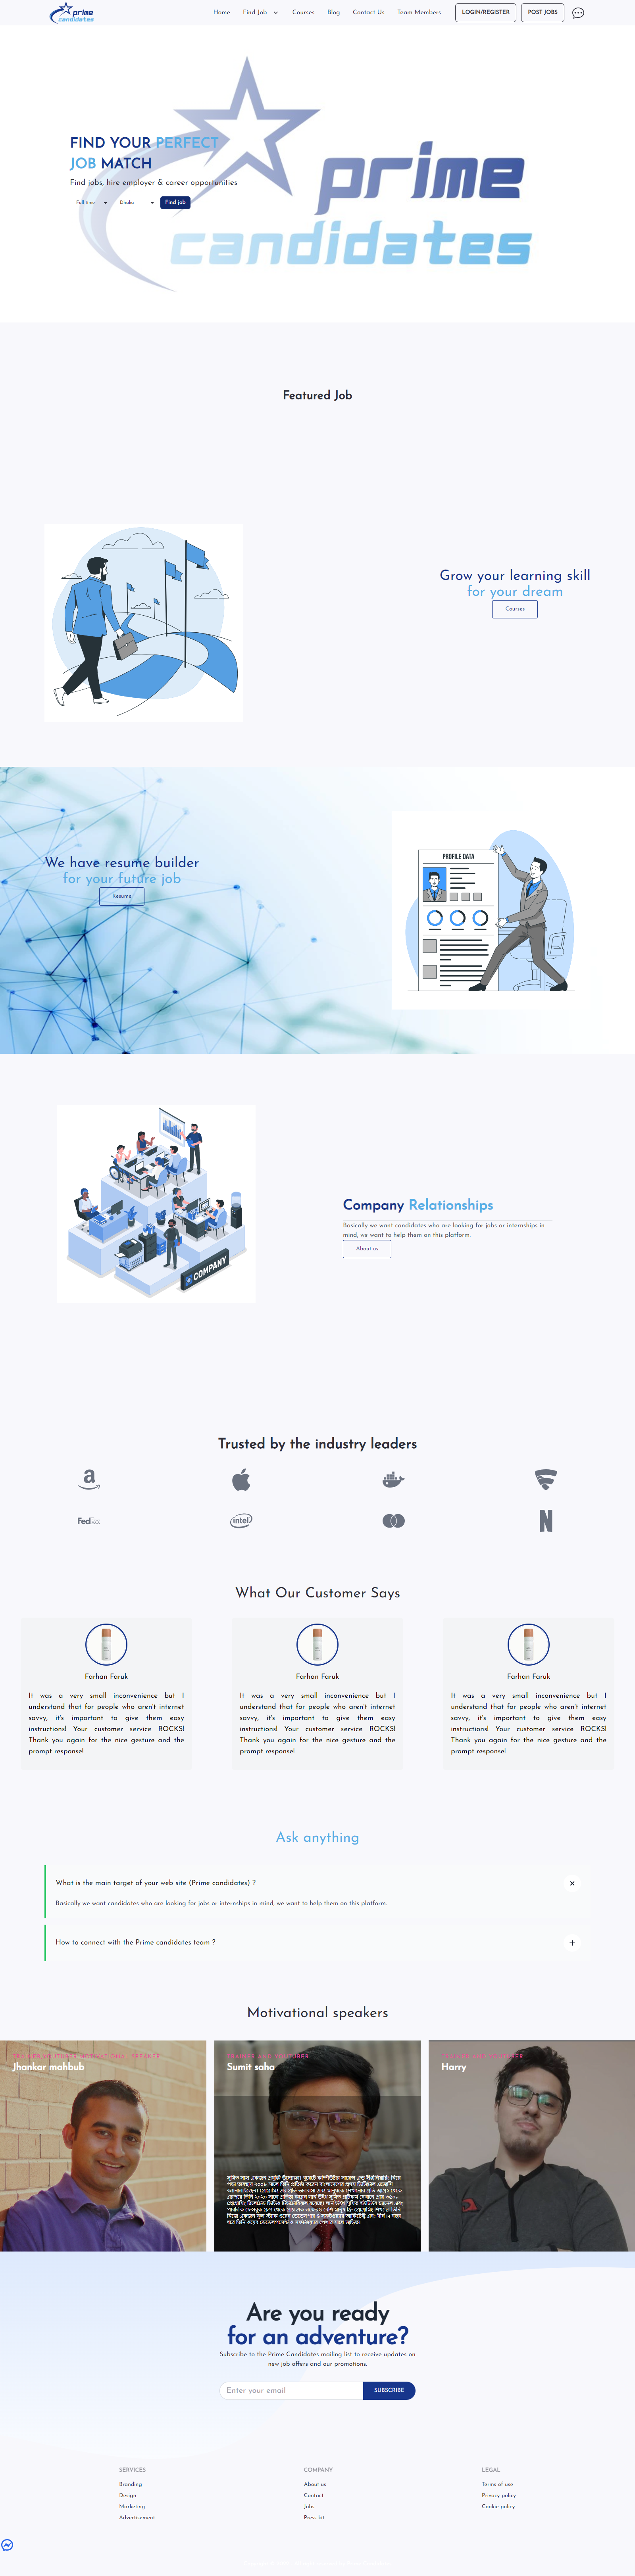 prime
candidates
Home
Find Job
Courses
Blog
Contact Us
Team Members
LOGIN/REGISTER
POST JOBS
FIND YOUR PERFECT
JOB MATCH
Find jobs, hire employer & career opportunities
Full time
Dhaka
Find job
prime
candidates
Featured Job
Grow your learning skill
for your dream
Courses
We have resume builder
for your future job
Resume
PROFILE DATA
COMPANY
Company Relationships
Basically we want candidates who are looking for jobs or internships in
mind, we want to help them on this platform.
About us
Trusted by the industry leaders
FedEx
intel
What Our Customer Says
Farhan Faruk
It was a very small inconvenience but I
understand that for people who aren't internet
savvy, it's important to give them easy
instructions! Your customer service ROCKS!
Thank you again for the nice gesture and the
prompt response!
Farhan Faruk
It was a very small inconvenience but I
understand that for people who aren't internet
savvy, it's important to give them easy
instructions! Your customer service ROCKS!
Thank you again for the nice gesture and the
prompt response!
Farhan Faruk
It was a very small inconvenience but I
understand that for people who aren't internet
savvy, it's important to give them easy
instructions! Your customer service ROCKS!
Thank you again for the nice gesture and the
prompt response!
Ask anything
What is the main target of your web site (Prime candidates) ?
Basically we want candidates who are looking for jobs or internships in mind, we want to help them on this platform.
How to connect with the Prime candidates team ?
Motivational speakers
Jhankar mahbub
Sumit saha
Harry
Are you ready
for an adventure?
Subscribe to the Prime Candidates mailing list to receive updates on
new job offers and our promotions.
Enter your email
SUBSCRIBE
SERVICES
Branding
Design
Marketing
Advertisement
COMPANY
About us
Contact
Jobs
Press kit
LEGAL
Terms of use
Privacy policy
Cookie policy